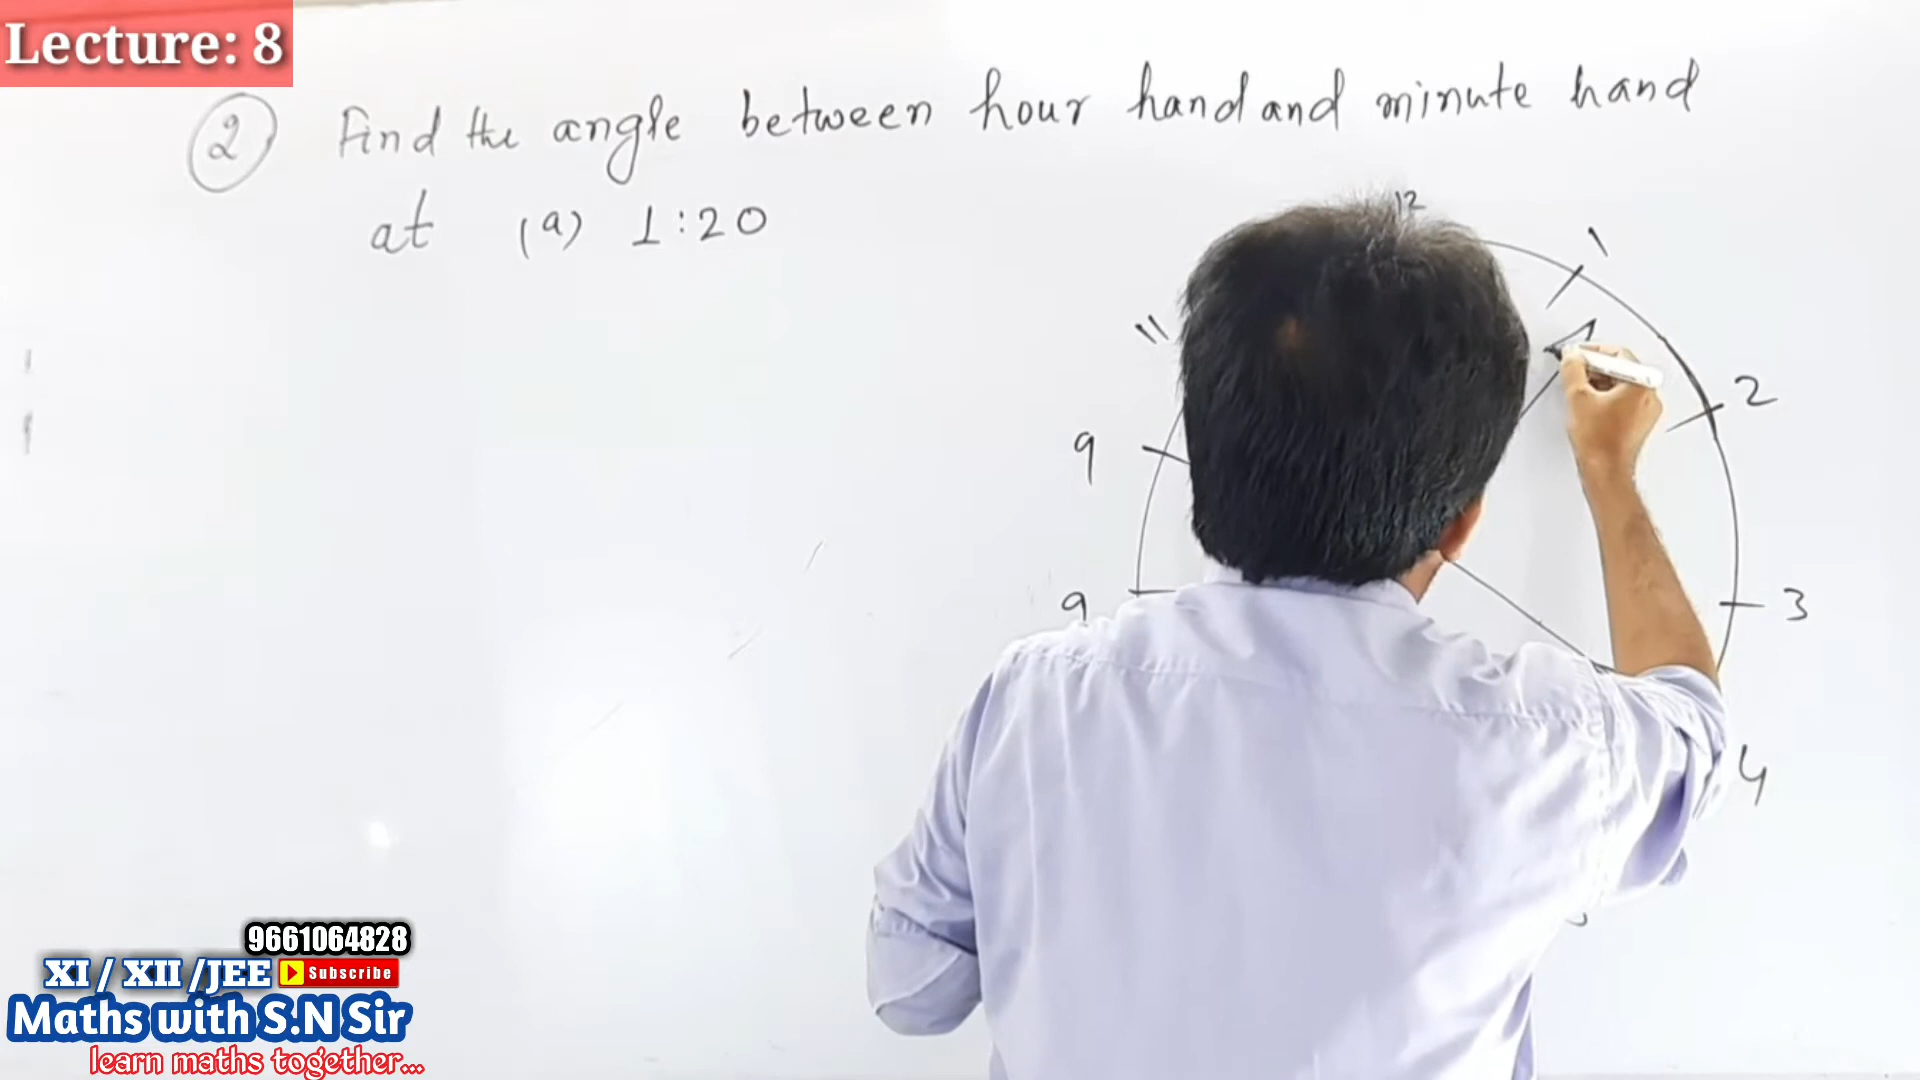 Lecture: 8
② Find the angle between hour hand and minute hand
at (a) 1:20
12
1
11
2
9
3
9
4
9661064828
XI / XII /JEE Subscribe
Maths with S.N Sir
learn maths together...